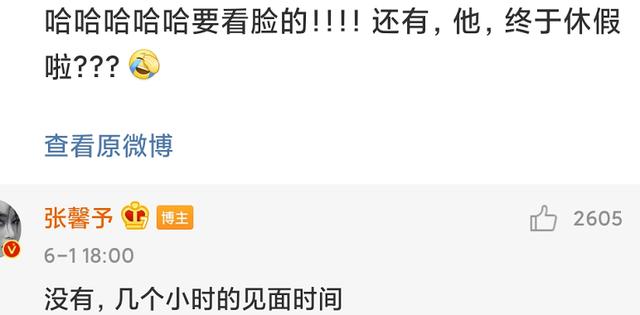 哈哈哈哈哈要看脸的!!!! 还有, 他, 终于休假
啦???
查看原微博
张馨予 博主
2605
6-1 18:00
没有, 几个小时的见面时间